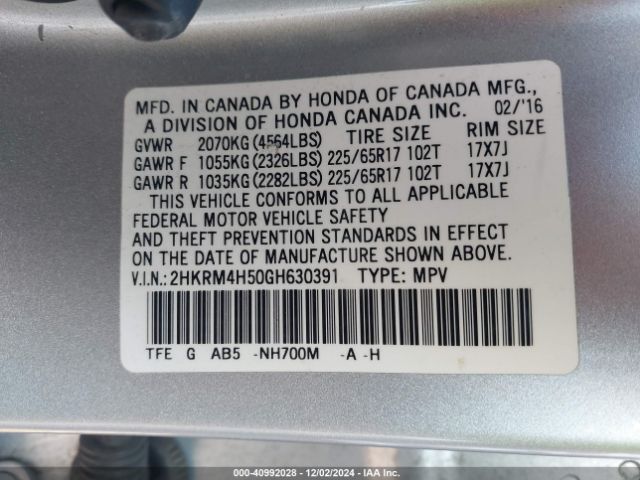 MFD. IN CANADA BY HONDA OF CANADA MFG.,
A DIVISION OF HONDA CANADA INC. 02/'16
GVWR 2070KG(4564LBS) TIRE SIZE RIM SIZE
GAWR F 1055KG(2326LBS) 225/65R17 102T 17X7J
GAWR R 1035KG(2282LBS) 225/65R17 102T 17X7J
THIS VEHICLE CONFORMS TO ALL APPLICABLE
FEDERAL MOTOR VEHICLE SAFETY
AND THEFT PREVENTION STANDARDS IN EFFECT
ON THE DATE OF MANUFACTURE SHOWN ABOVE.
V.I.N.:2HKRM4H50GH630391 TYPE: MPV
TFE G AB5 -NH700M -A -H
000-40992028 - 12/02/2024 - IAA Inc.